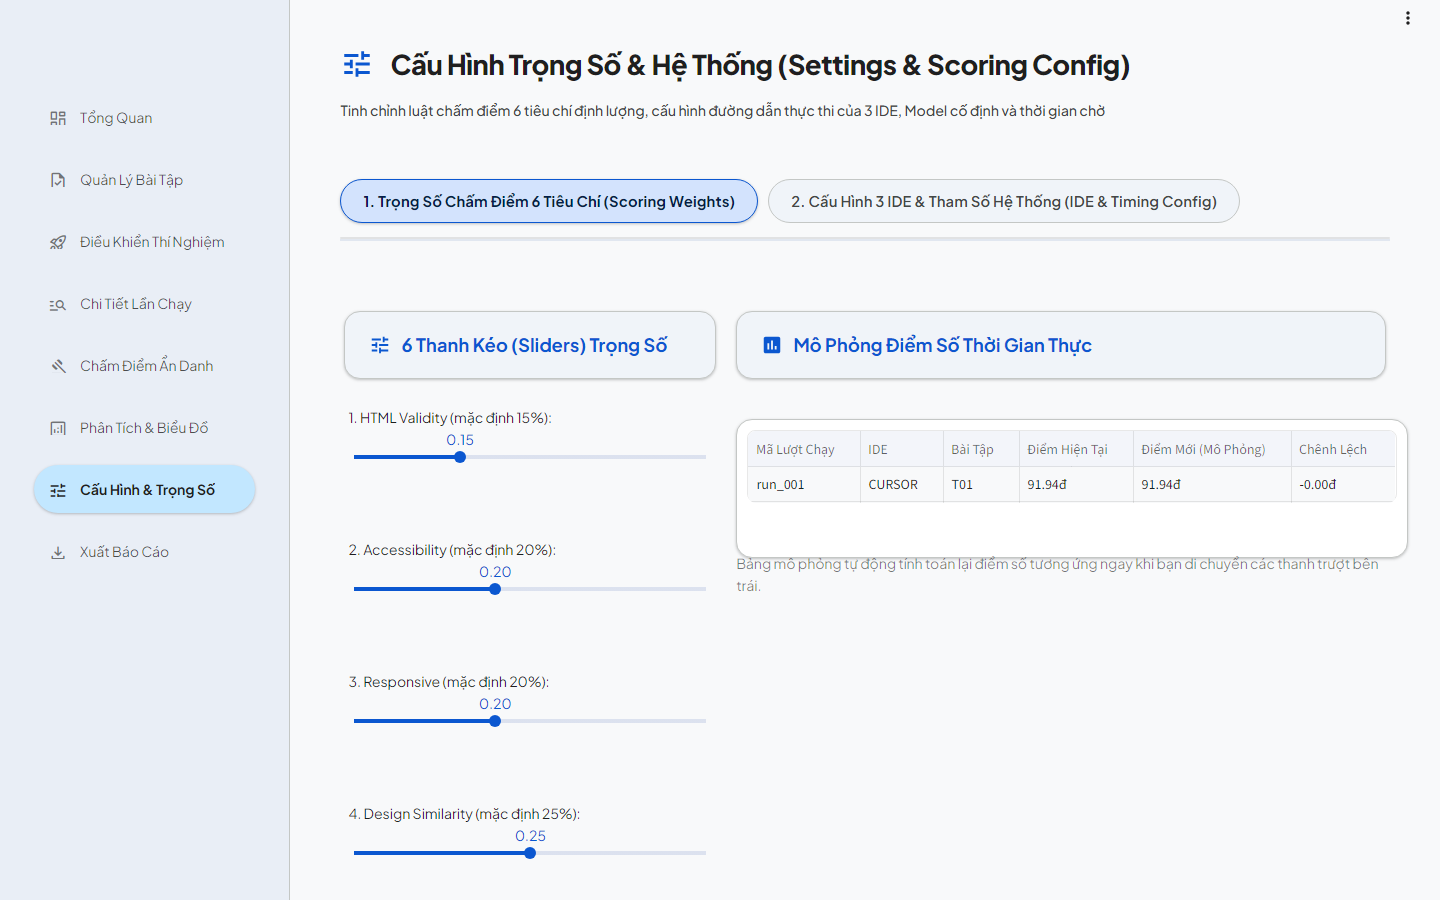 Tổng Quan
Quản Lý Bài Tập
Điều Khiển Thí Nghiệm
Chi Tiết Lần Chạy
Chấm Điểm Ẩn Danh
Phân Tích & Biểu Đồ
Cấu Hình & Trọng Số
Xuất Báo Cáo
Cấu Hình Trọng Số & Hệ Thống (Settings & Scoring Config)
Tinh chỉnh luật chấm điểm 6 tiêu chí định lượng, cấu hình đường dẫn thực thi của 3 IDE, Model cố định và thời gian chờ
1. Trọng Số Chấm Điểm 6 Tiêu Chí (Scoring Weights)
2. Cấu Hình 3 IDE & Tham Số Hệ Thống (IDE & Timing Config)
6 Thanh Kéo (Sliders) Trọng Số
1. HTML Validity (mặc định 15%):
0.15
2. Accessibility (mặc định 20%):
0.20
3. Responsive (mặc định 20%):
0.20
4. Design Similarity (mặc định 25%):
0.25
Mô Phỏng Điểm Số Thời Gian Thực
Mã Lượt Chạy IDE Bài Tập Điểm Hiện Tại Điểm Mới (Mô Phỏng) Chênh Lệch
run_001 CURSOR T01 91.94đ 91.94đ -0.00đ
Bảng mô phỏng tự động tính toán lại điểm số tương ứng ngay khi bạn di chuyển các thanh trượt bên
trái.